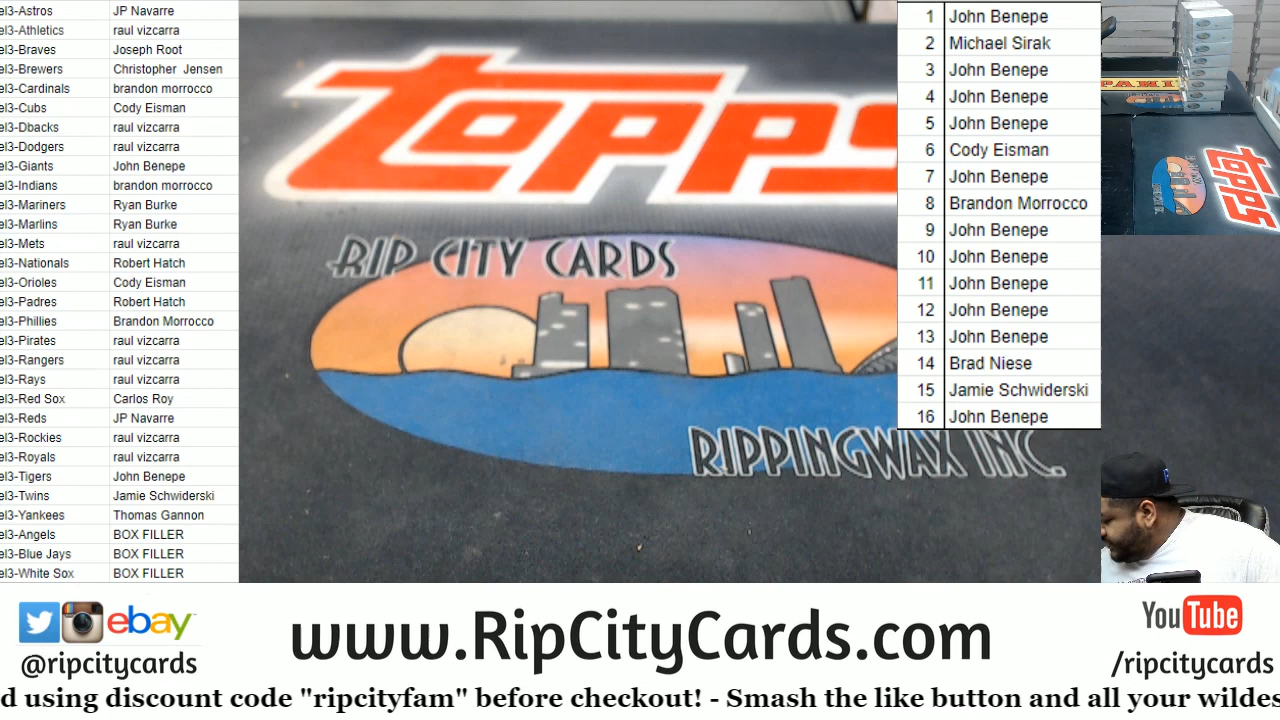 el3-Astros JP Navarre
el3-Athletics raul vizcarra
el3-Braves Joseph Root
el3-Brewers Christopher Jensen
el3-Cardinals brandon morrocco
el3-Cubs Cody Eisman
el3-Dbacks raul vizcarra
el3-Dodgers raul vizcarra
el3-Giants John Benepe
el3-Indians brandon morrocco
el3-Mariners Ryan Burke
el3-Marlins Ryan Burke
el3-Mets raul vizcarra
el3-Nationals Robert Hatch
el3-Orioles Cody Eisman
el3-Padres Robert Hatch
el3-Phillies Brandon Morrocco
el3-Pirates raul vizcarra
el3-Rangers raul vizcarra
el3-Rays raul vizcarra
el3-Red Sox Carlos Roy
el3-Reds JP Navarre
el3-Rockies raul vizcarra
el3-Royals raul vizcarra
el3-Tigers John Benepe
el3-Twins Jamie Schwiderski
el3-Yankees Thomas Gannon
el3-Angels BOX FILLER
el3-Blue Jays BOX FILLER
el3-White Sox BOX FILLER
topps
RIP CITY CARDS
RIPPINGWAX INC.
1 John Benepe
2 Michael Sirak
3 John Benepe
4 John Benepe
5 John Benepe
6 Cody Eisman
7 John Benepe
8 Brandon Morrocco
9 John Benepe
10 John Benepe
11 John Benepe
12 John Benepe
13 John Benepe
14 Brad Niese
15 Jamie Schwiderski
16 John Benepe
PANINI
topps
ebay
@ripcitycards
www.RipCityCards.com
YouTube
/ripcitycards
d using discount code "ripcityfam" before checkout! - Smash the like button and all your wildes